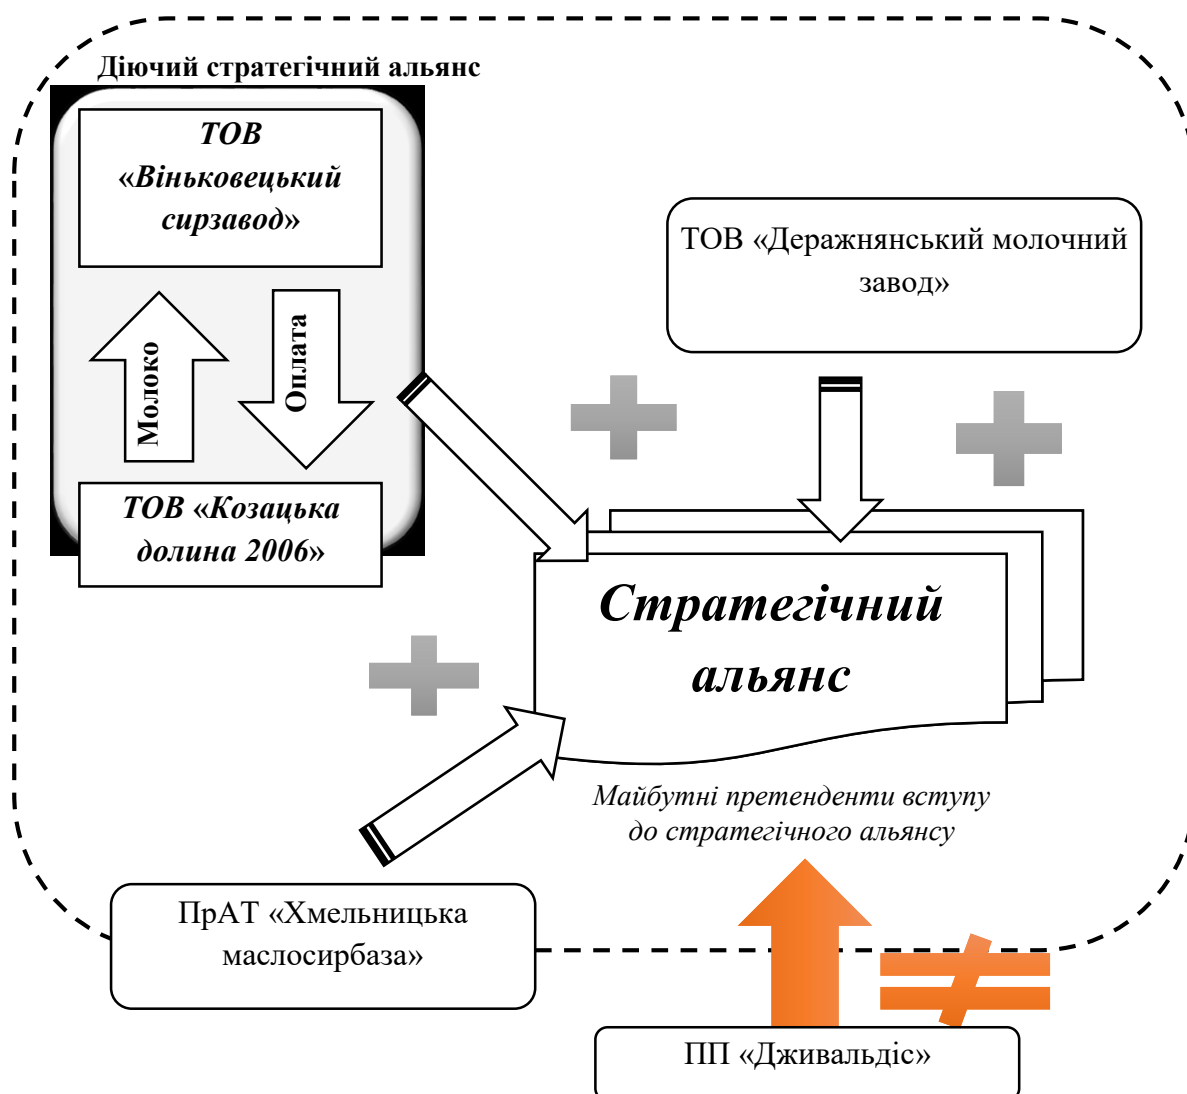 Діючий стратегічний альянс
ТОВ
«Віньковецький
сирзавод»
Молоко
Оплата
ТОВ «Козацька
долина 2006»
ТОВ «Деражнянський молочний
завод»
Стратегічний
альянс
Майбутні претенденти вступу
до стратегічного альянсу
ПрАТ «Хмельницька
маслосирбаза»
ПП «Дживальдіс»